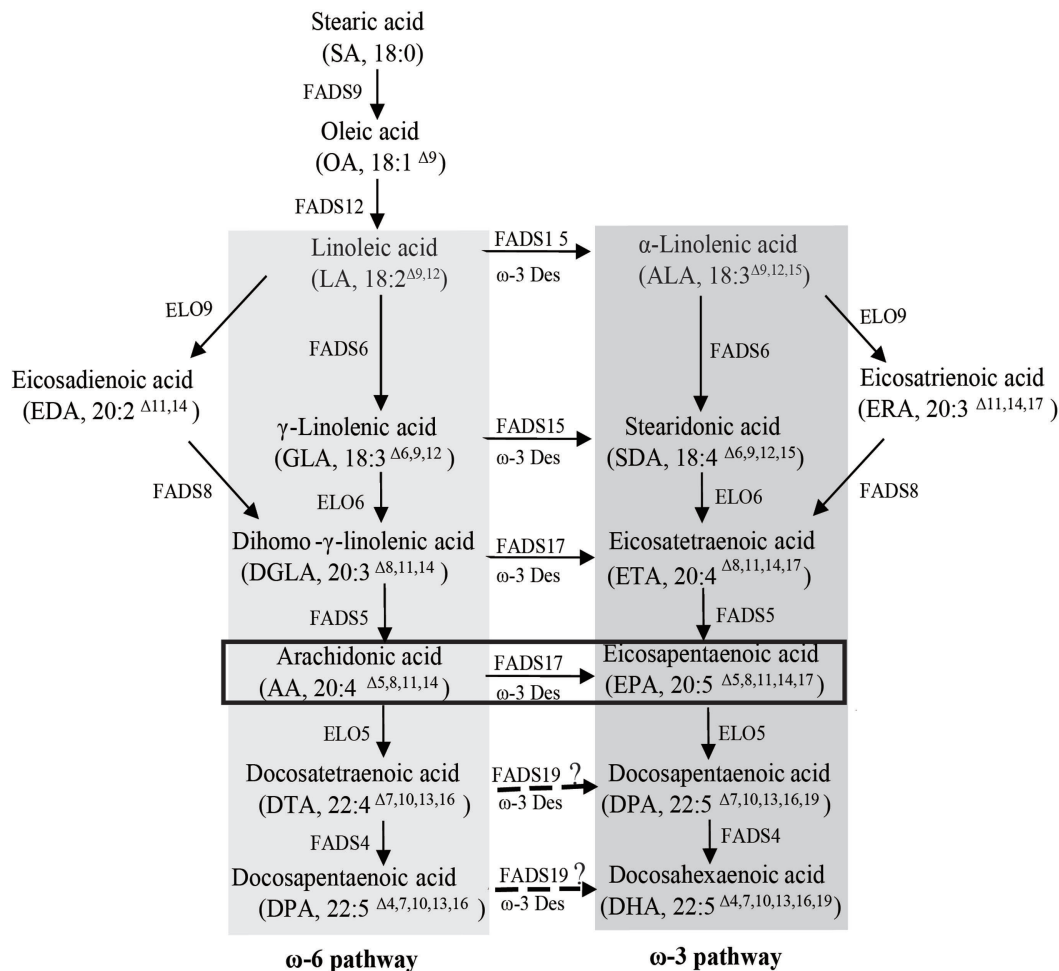 Stearic acid
(SA, 18:0)
FADS9
Oleic acid
(OA, 18:1 Δ9)
FADS12
Linoleic acid
(LA, 18:2Δ9,12)
FADS1 5
ω-3 Des
α-Linolenic acid
(ALA, 18:3Δ9,12,15)
ELO9
FADS6
FADS6
ELO9
Eicosadienoic acid
(EDA, 20:2 Δ11,14)
Eicosatrienoic acid
(ERA, 20:3 Δ11,14,17)
γ-Linolenic acid
(GLA, 18:3 Δ6,9,12)
FADS15
ω-3 Des
Stearidonic acid
(SDA, 18:4 Δ6,9,12,15)
FADS8
ELO6
ELO6
FADS8
Dihomo-γ-linolenic acid
(DGLA, 20:3 Δ8,11,14)
FADS17
ω-3 Des
Eicosatetraenoic acid
(ETA, 20:4 Δ8,11,14,17)
FADS5
FADS5
Arachidonic acid
(AA, 20:4 Δ5,8,11,14)
FADS17
ω-3 Des
Eicosapentaenoic acid
(EPA, 20:5 Δ5,8,11,14,17)
ELO5
ELO5
Docosatetraenoic acid
(DTA, 22:4 Δ7,10,13,16)
FADS19 ?
ω-3 Des
Docosapentaenoic acid
(DPA, 22:5 Δ7,10,13,16,19)
FADS4
FADS4
Docosapentaenoic acid
(DPA, 22:5 Δ4,7,10,13,16)
FADS19 ?
ω-3 Des
Docosahexaenoic acid
(DHA, 22:5 Δ4,7,10,13,16,19)
ω-6 pathway
ω-3 pathway